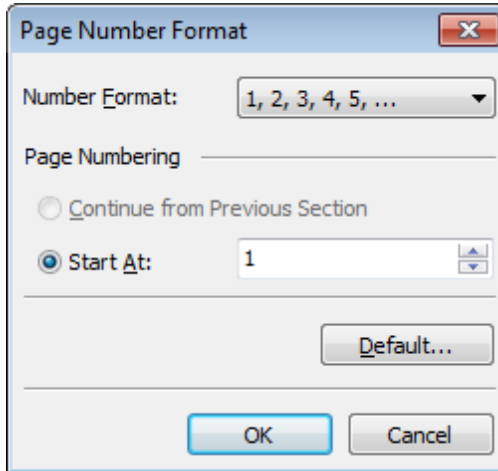 Page Number Format
Number Format: 1, 2, 3, 4, 5, ...
Page Numbering
Continue from Previous Section
Start At: 1
Default...
OK Cancel